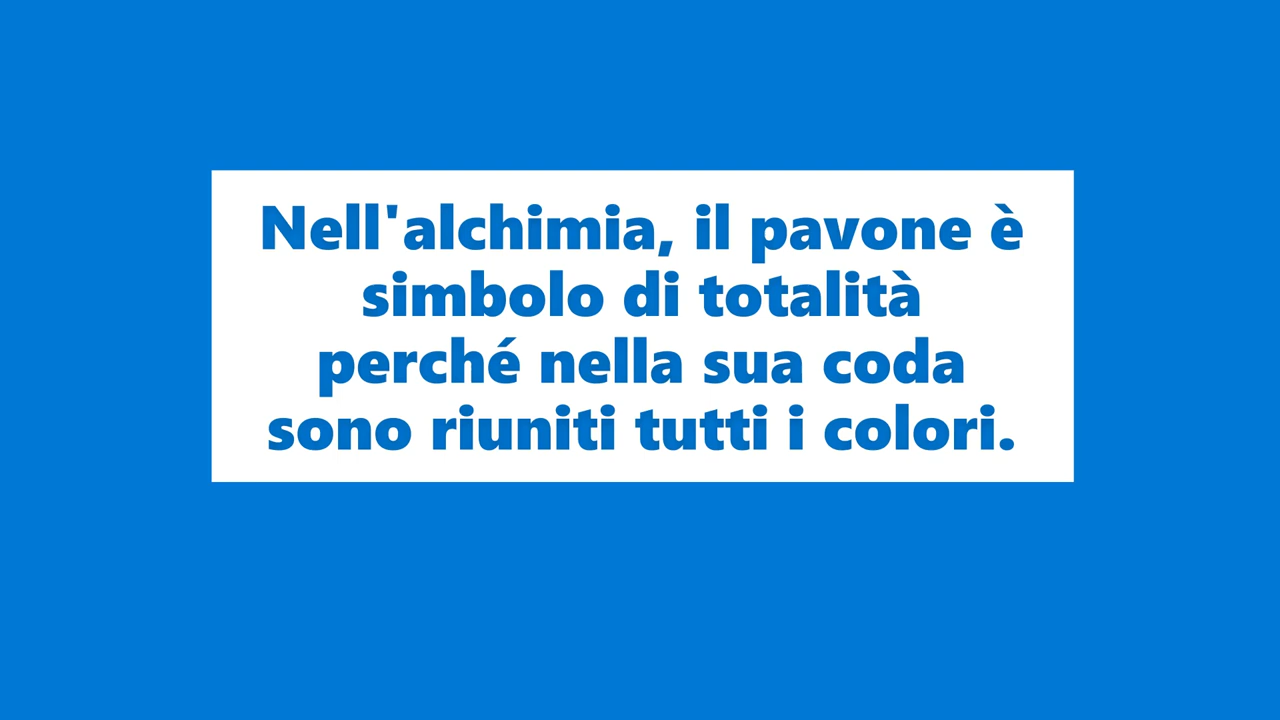 Nell'alchimia, il pavone è
simbolo di totalità
perché nella sua coda
sono riuniti tutti i colori.